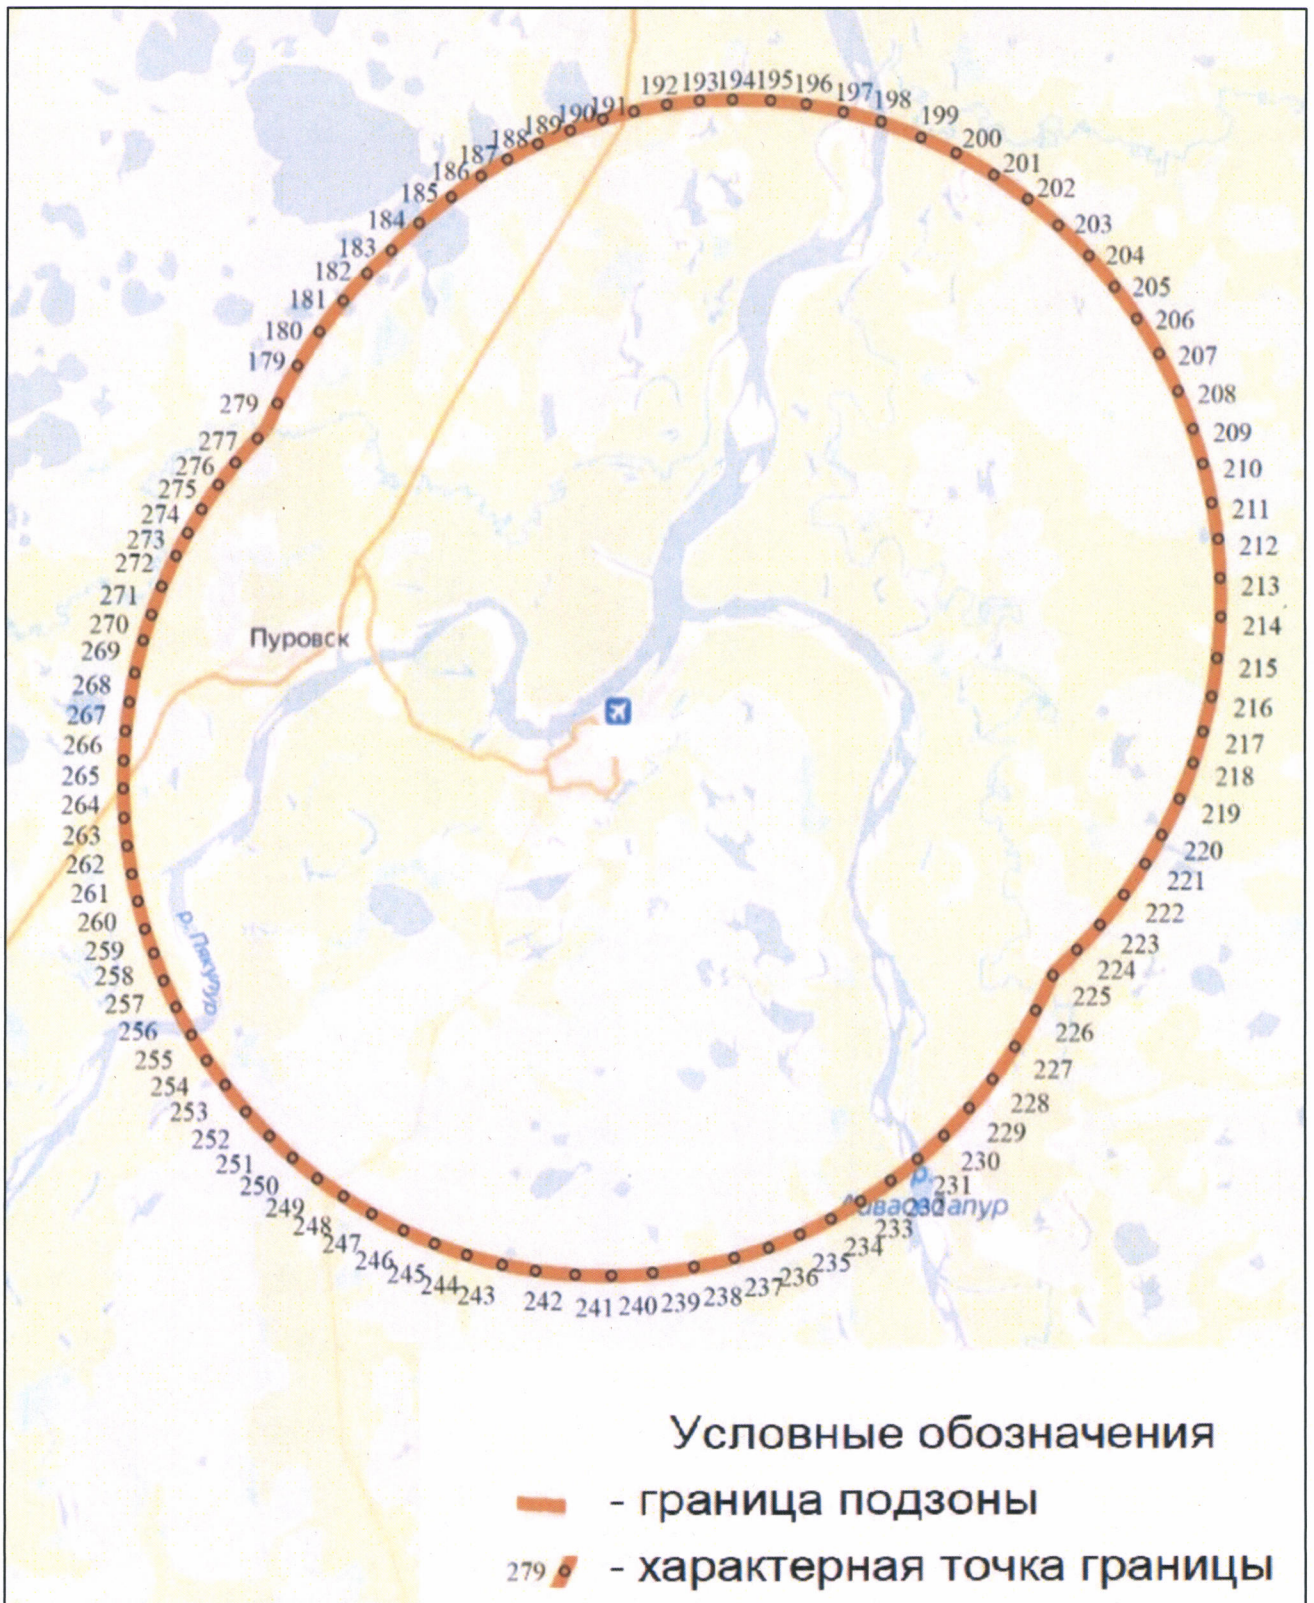 192 193 194 195 196 197 198 199 200 201 202 203 204 205 206 207 208 209 210 211 212 213 214 215 216 217 218 219 220 221 222 223 224 225 226 227 228 229 230 231 232 233 234 235 236 237 238 239 240 241 242 243 244 245 246 247 248 249 250 251 252 253 254 255 256 257 258 259 260 261 262 263 264 265 266 267 268 269 270 271 272 273 274 275 276 277 279 179 180 181 182 183 184 185 186 187 188 189 190 191
Пуровск
р. Пякупур
р.
Условные обозначения
- граница подзоны
279 - характерная точка границы